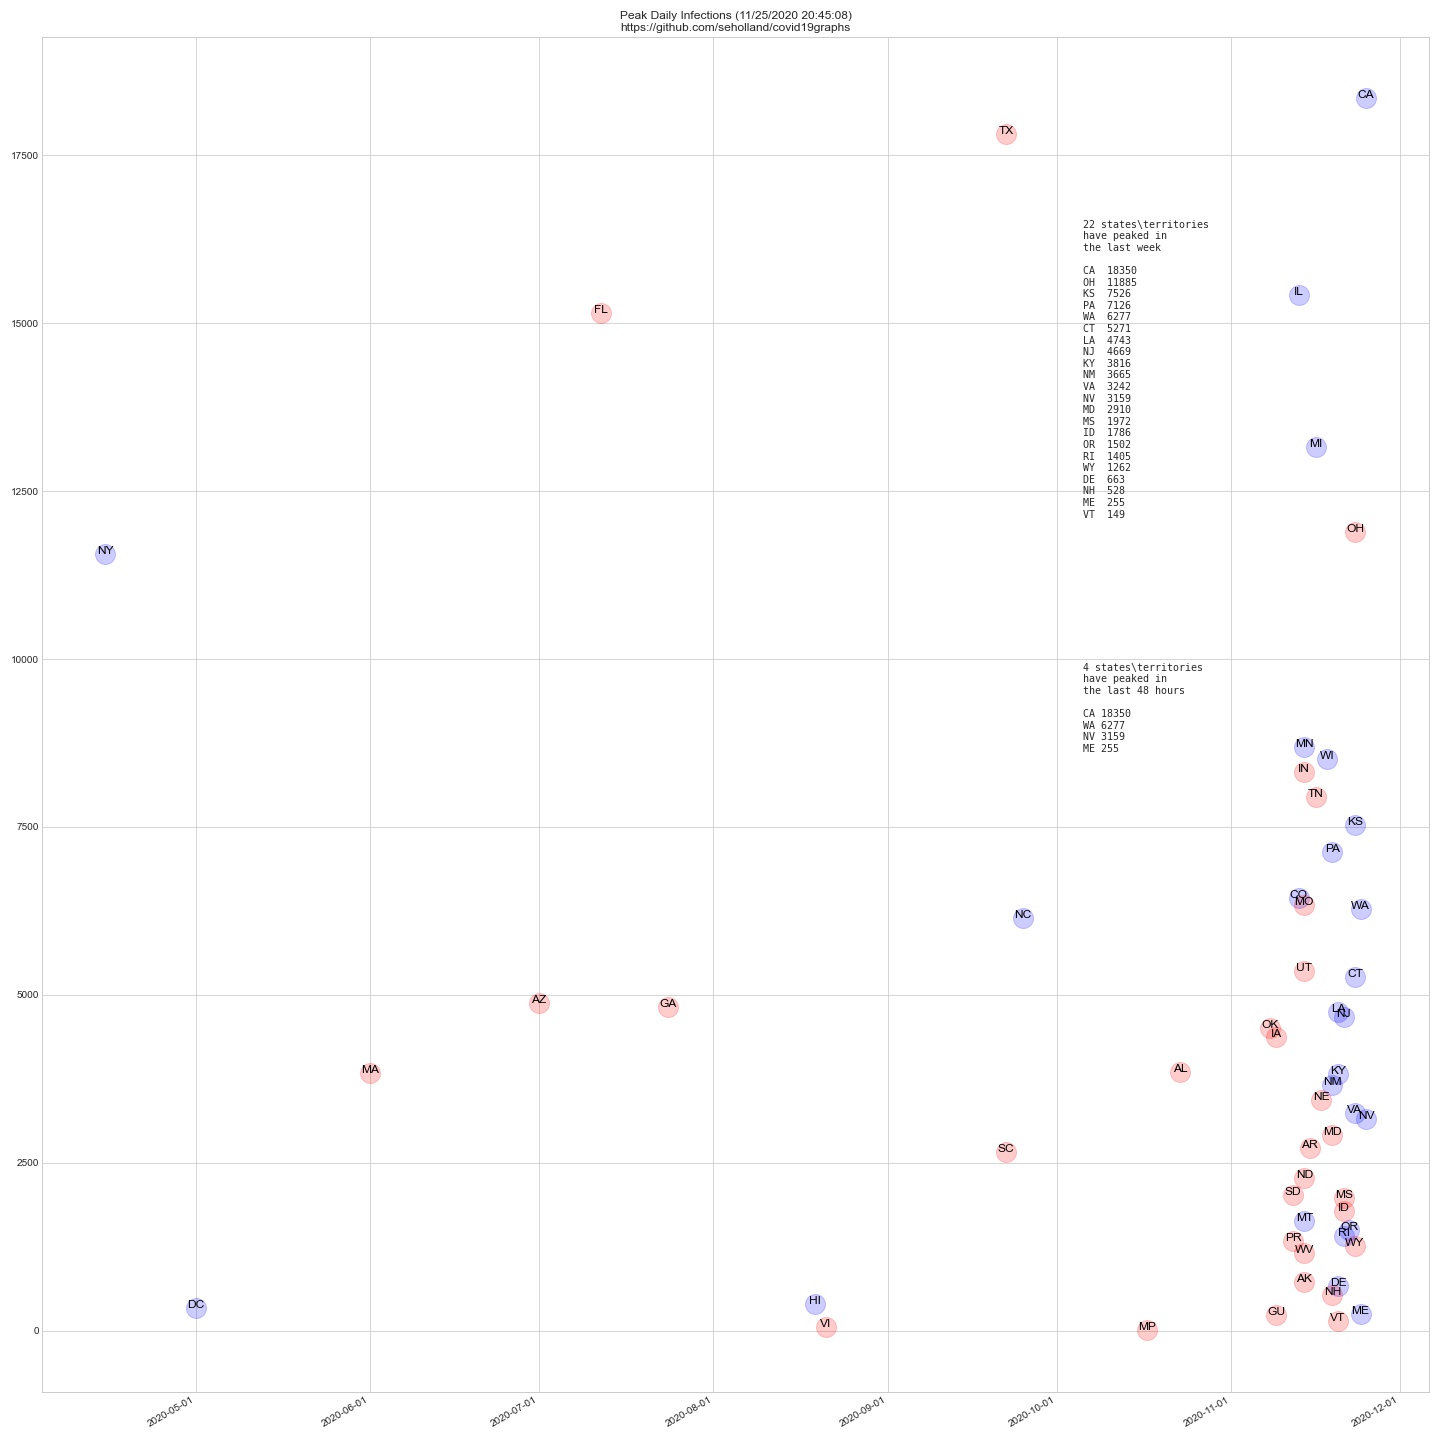 Peak Daily Infections (11/25/2020 20:45:08)
https://github.com/seholland/covid19graphs
CA
TX
17500
22 states\territories
have peaked in
the last week
CA 18350
OH 11885
KS 7526
PA 7126
WA 6277
CT 5271
LA 4743
NJ 4669
KY 3816
NM 3665
VA 3242
NV 3159
MD 2910
MS 1972
ID 1786
OR 1502
RI 1405
WY 1262
DE 663
NH 528
ME 255
VT 149
IL
FL
15000
MI
12500
OH
NY
10000
4 states\territories
have peaked in
the last 48 hours
CA 18350
WA 6277
NV 3159
ME 255
MN
WI
IN
TN
7500
KS
PA
CO
MO
WA
NC
UT
CT
5000
AZ
GA
LA
NJ
OK
IA
MA
AL
KY
NM
NE
VA
NV
MD
AR
SC
2500
ND
SD
MS
ID
MT
OR
RI
PR
WY
WV
AK
DE
NH
DC
HI
GU
ME
VI
VT
MP
0
2020-05-01
2020-06-01
2020-07-01
2020-08-01
2020-09-01
2020-10-01
2020-11-01
2020-12-01